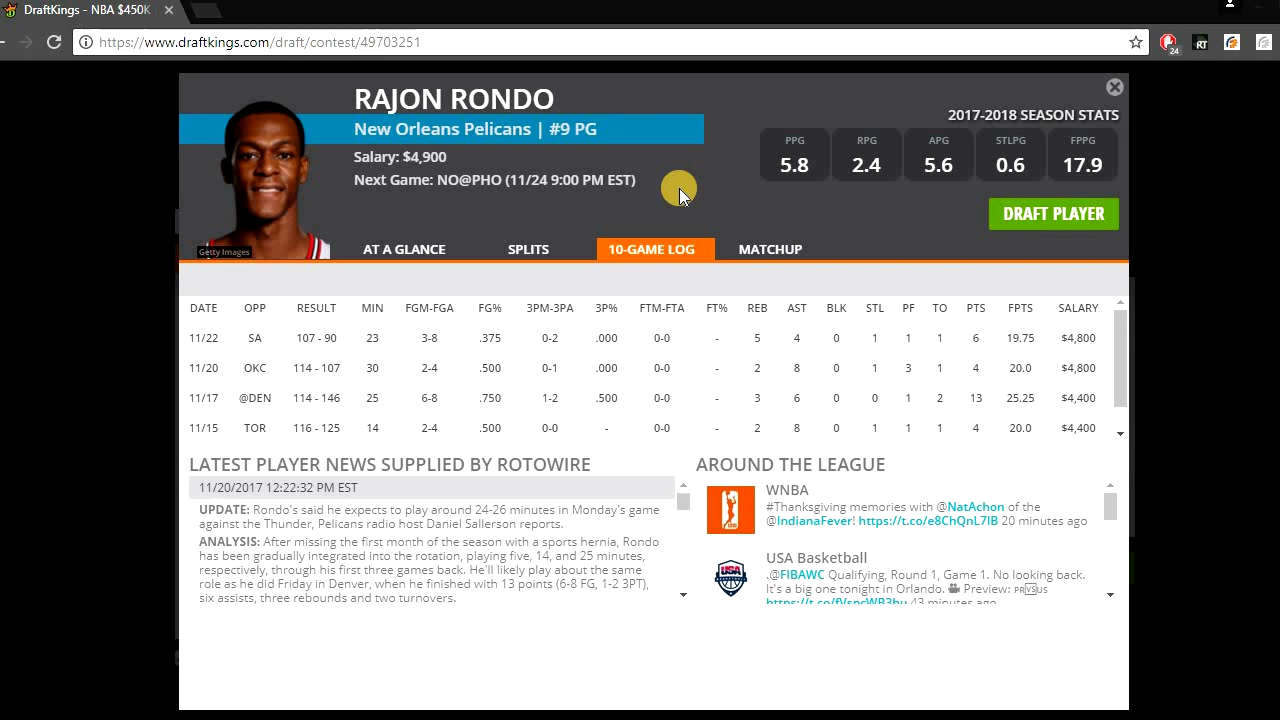 DraftKings - NBA $450K
https://www.draftkings.com/draft/contest/49703251
24
RT
RAJON RONDO
New Orleans Pelicans | #9 PG
Salary: $4,900
Next Game: NO@PHO (11/24 9:00 PM EST)
Getty Images
2017-2018 SEASON STATS
PPG RPG APG STLPG FPPG
5.8 2.4 5.6 0.6 17.9
DRAFT PLAYER
AT A GLANCE SPLITS 10-GAME LOG MATCHUP
DATE OPP RESULT MIN FGM-FGA FG% 3PM-3PA 3P% FTM-FTA FT% REB AST BLK STL PF TO PTS FPTS SALARY
11/22 SA 107 - 90 23 3-8 .375 0-2 .000 0-0 - 5 4 0 1 1 1 6 19.75 $4,800
11/20 OKC 114 - 107 30 2-4 .500 0-1 .000 0-0 - 2 8 0 1 3 1 4 20.0 $4,800
11/17 @DEN 114 - 146 25 6-8 .750 1-2 .500 0-0 - 3 6 0 0 1 2 13 25.25 $4,400
11/15 TOR 116 - 125 14 2-4 .500 0-0 - 0-0 - 2 8 0 1 1 1 4 20.0 $4,400
LATEST PLAYER NEWS SUPPLIED BY ROTOWIRE
11/20/2017 12:22:32 PM EST
UPDATE: Rondo's said he expects to play around 24-26 minutes in Monday's game
against the Thunder, Pelicans radio host Daniel Sallerson reports.
ANALYSIS: After missing the first month of the season with a sports hernia, Rondo
has been gradually integrated into the rotation, playing five, 14, and 25 minutes,
respectively, through his first three games back. He'll likely play about the same
role as he did Friday in Denver, when he finished with 13 points (6-8 FG, 1-2 3PT),
six assists, three rebounds and two turnovers.
AROUND THE LEAGUE
WNBA
#Thanksgiving memories with @NatAchon of the
@IndianaFever! https://t.co/e8ChQnL7IB 20 minutes ago
USA Basketball
.@FIBAWC Qualifying, Round 1, Game 1. No looking back.
It's a big one tonight in Orlando. 🎥 Preview: ᴘʀ🆚us
43 minutes ago